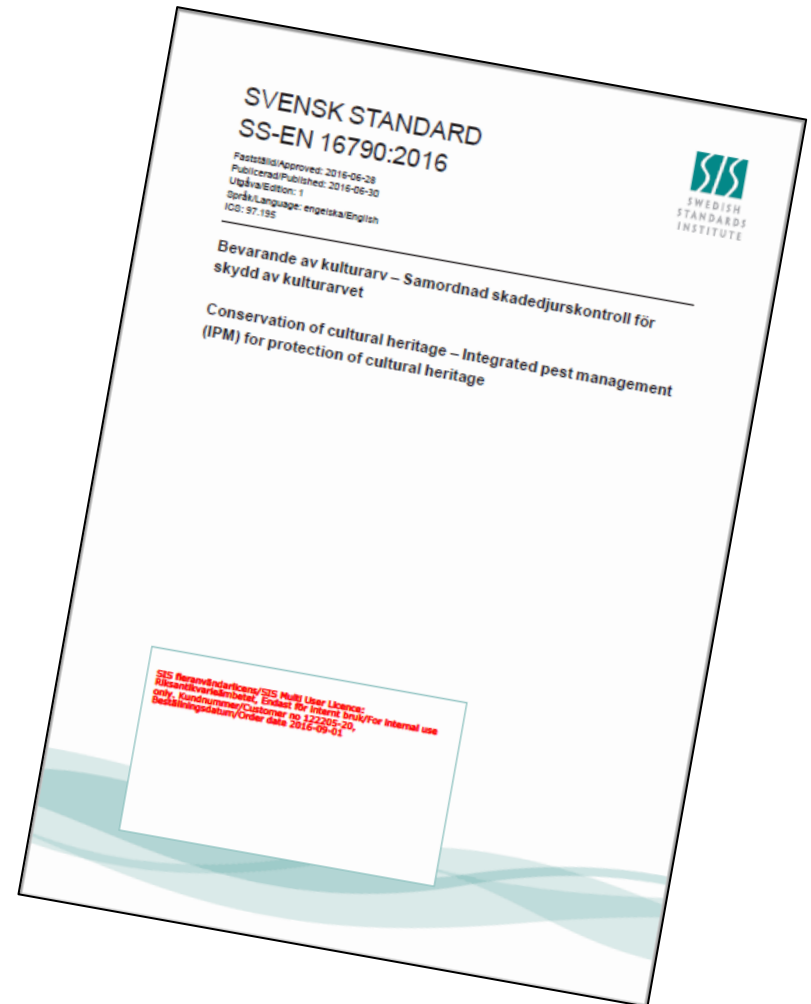 SVENSK STANDARD
SS-EN 16790:2016
Fastställd/Approved: 2016-06-28
Publicerad/Published: 2016-06-30
Utgåva/Edition: 1
Språk/Language: engelska/English
ICS: 97.195
SIS
SWEDISH
STANDARDS
INSTITUTE
Bevarande av kulturarv – Samordnad skadedjurskontroll för
skydd av kulturarvet
Conservation of cultural heritage – Integrated pest management
(IPM) for protection of cultural heritage
SIS fleranvändarlicens/SIS Multi User Licence:
Riksantikvarieämbetet, Endast för internt bruk/For internal use
only. Kundnummer/Customer no 122205-20,
Beställningsdatum/Order date 2016-09-01